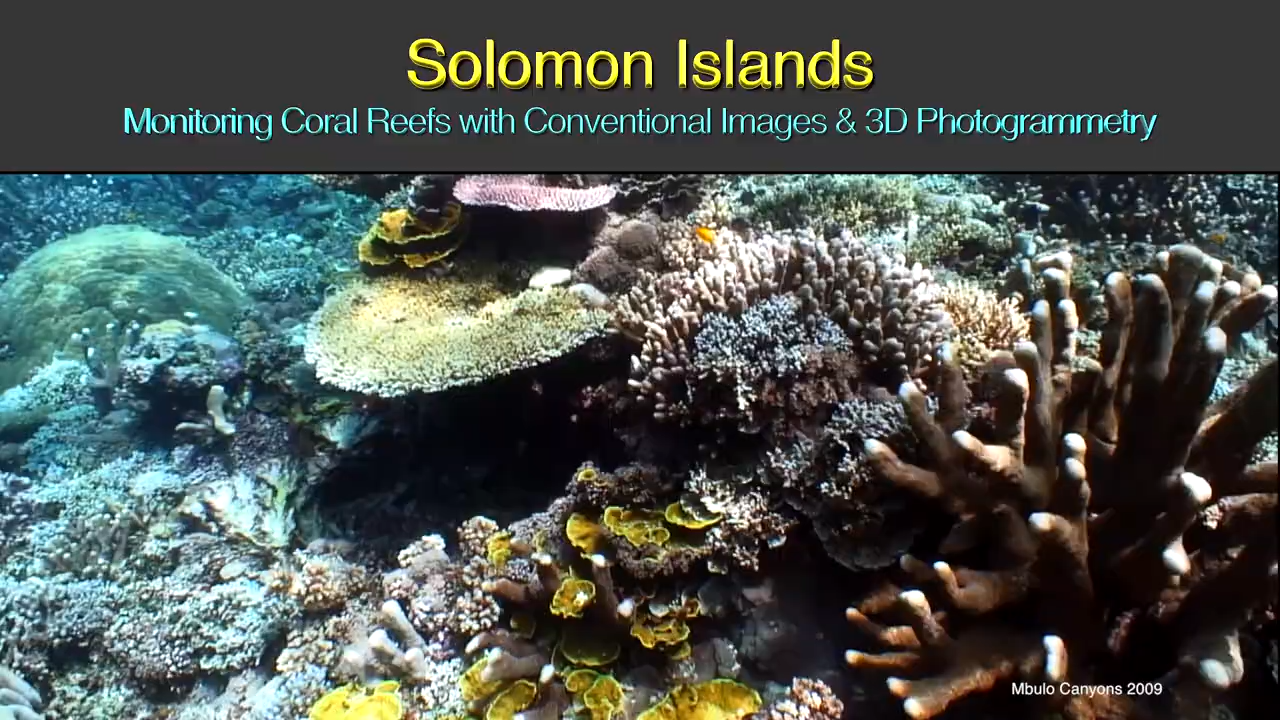 Solomon Islands
Monitoring Coral Reefs with Conventional Images & 3D Photogrammetry
Mbulo Canyons 2009